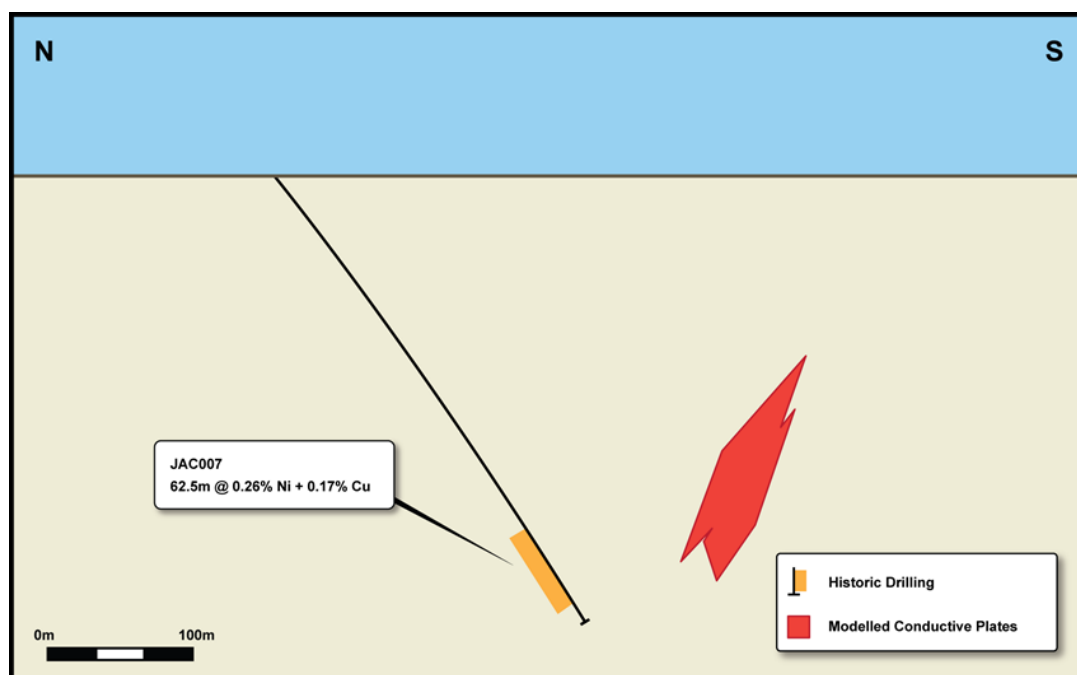 N
S
JAC007
62.5m @ 0.26% Ni + 0.17% Cu
Historic Drilling
Modelled Conductive Plates
0m
100m